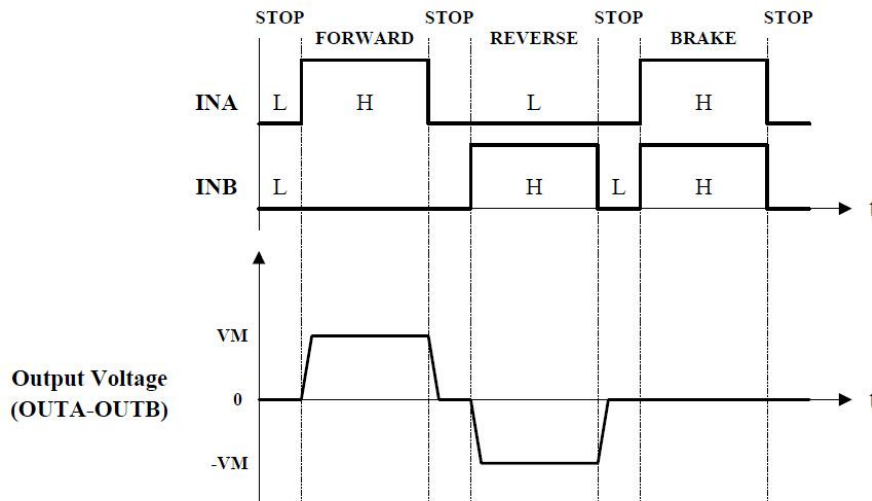 STOP STOP STOP STOP
FORWARD REVERSE BRAKE
INA L H L H
INB L H L H
t
VM
Output Voltage
(OUTA-OUTB)
0
t
-VM